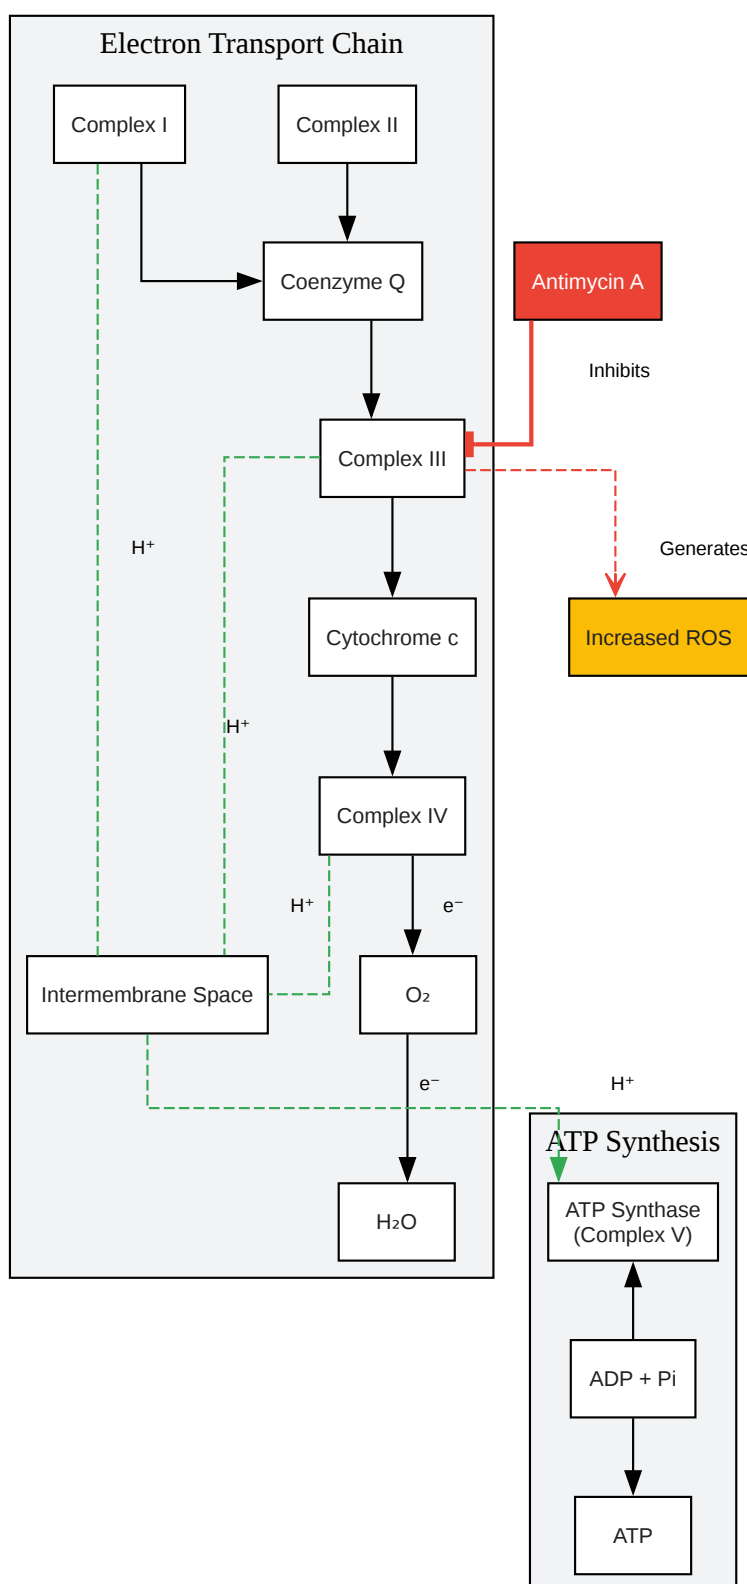 Electron Transport Chain
Complex I
Complex II
Coenzyme Q
Antimycin A
Inhibits
Complex III
H⁺
Generates
Cytochrome c
Increased ROS
H⁺
Complex IV
H⁺
e⁻
Intermembrane Space
O₂
e⁻
H⁺
ATP Synthesis
H₂O
ATP Synthase
(Complex V)
ADP + Pi
ATP